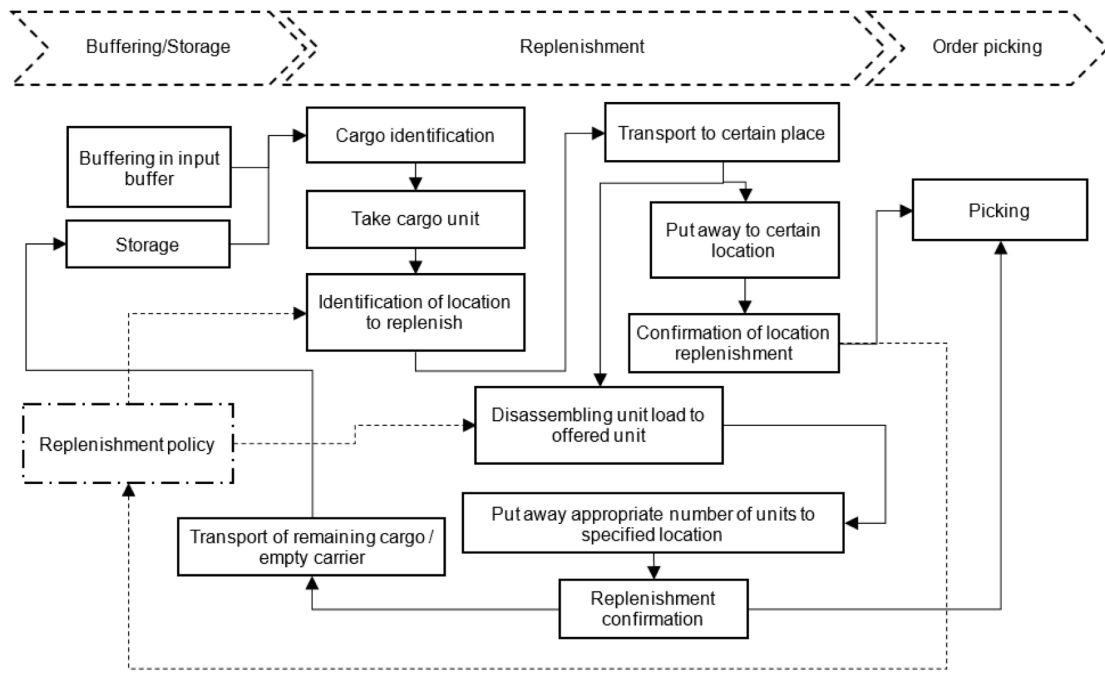 Buffering/Storage
Replenishment
Order picking
Buffering in input
buffer
Storage
Cargo identification
Take cargo unit
Identification of location
to replenish
Transport to certain place
Put away to certain
location
Confirmation of location
replenishment
Picking
Replenishment policy
Disassembling unit load to
offered unit
Put away appropriate number of units to
specified location
Transport of remaining cargo /
empty carrier
Replenishment
confirmation